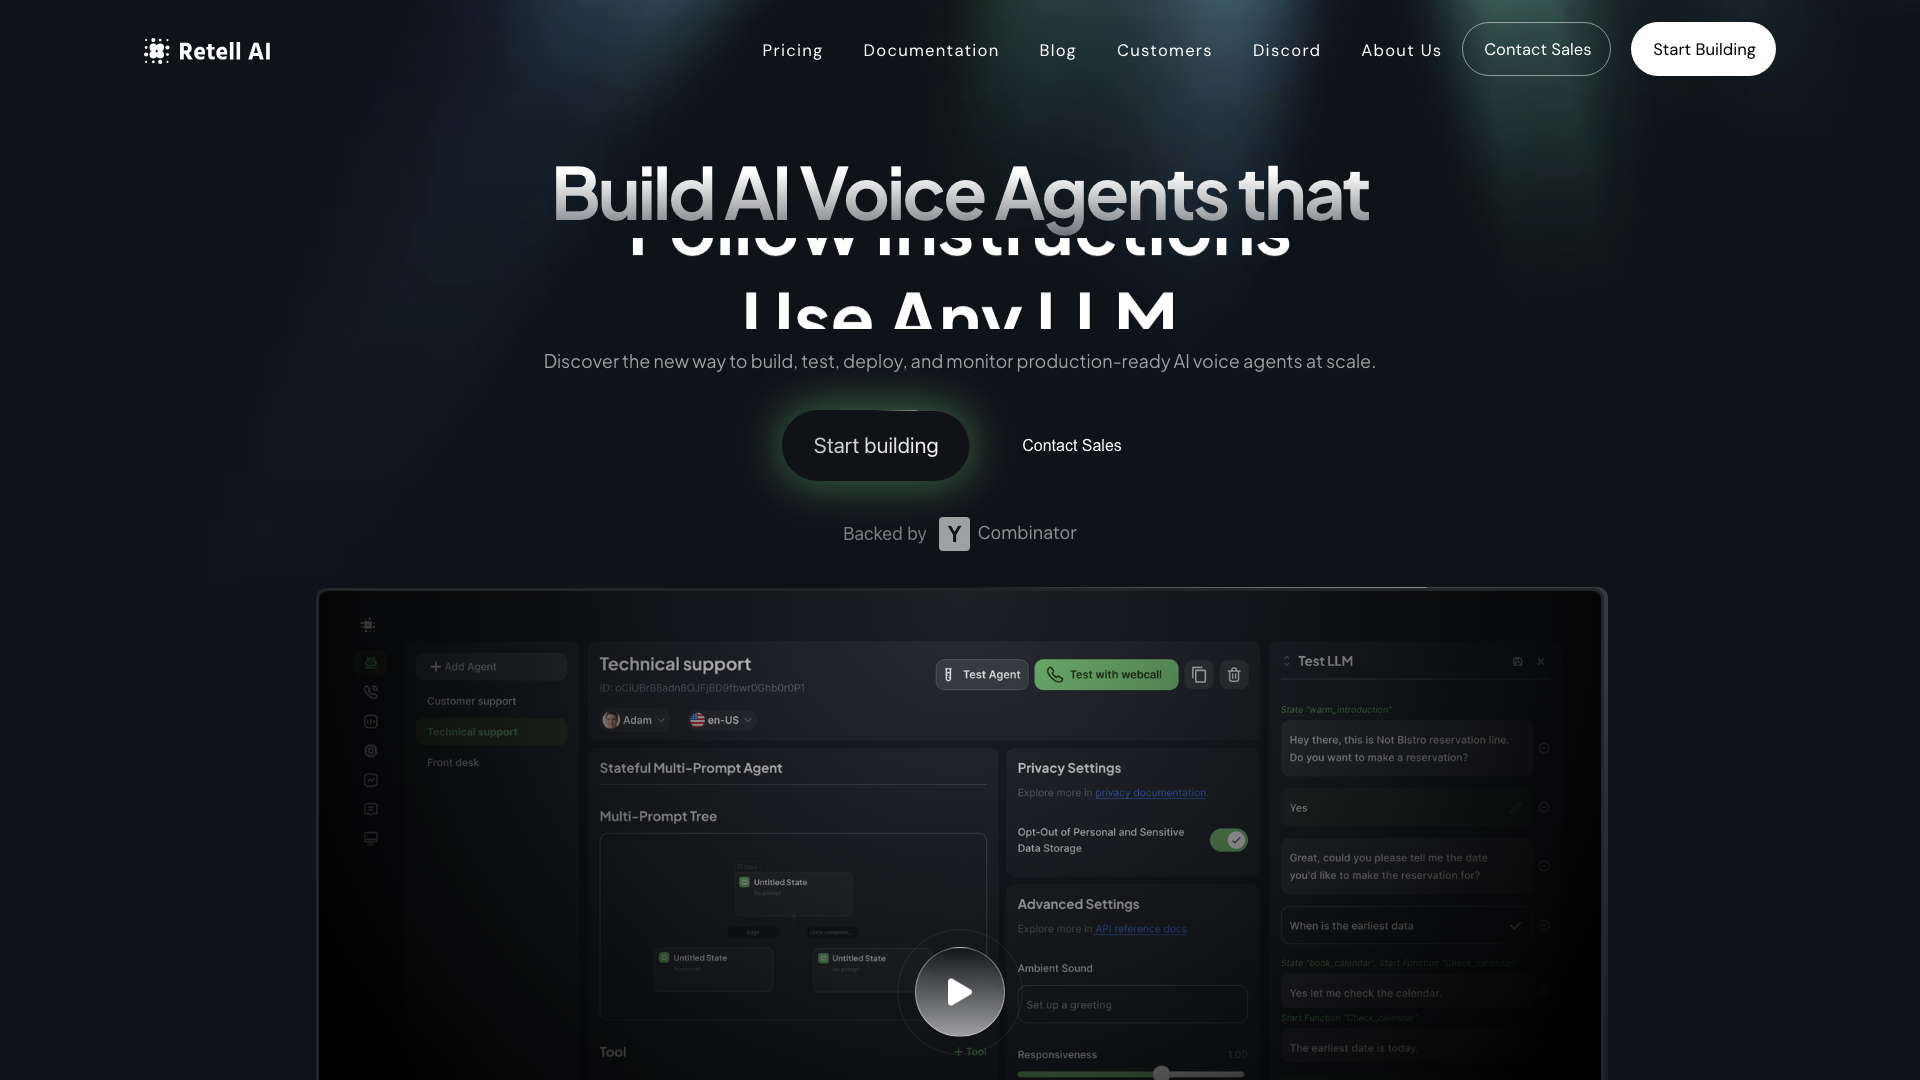 Retell AI
Pricing
Documentation
Blog
Customers
Discord
About Us
Contact Sales
Start Building
Build AI Voice Agents that
Follow Instructions
Use Any LLM
Discover the new way to build, test, deploy, and monitor production-ready AI voice agents at scale.
Start building
Contact Sales
Backed by Y Combinator
+ Add Agent
Customer support
Technical support
Front desk
Technical support
Test Agent
Test with webcall
Adam
en-US
Stateful Multi-Prompt Agent
Multi-Prompt Tree
Untitled State
No prompt
Edge
Untitled State
No prompt
Untitled State
No prompt
Tool
+ Tool
Privacy Settings
Explore more in privacy documentation.
Opt-Out of Personal and Sensitive
Data Storage
Advanced Settings
Explore more in API reference docs
Ambient Sound
Set up a greeting
Responsiveness
1.00
Test LLM
State "warm_introduction"
Hey there, this is Not Bistro reservation line.
Do you want to make a reservation?
Yes
Great, could you please tell me the date
you'd like to make the reservation for?
When is the earliest data
State "book_calendar", Start Function "Check_calendar"
Yes let me check the calendar.
Start Function "Check_calendar"
The earliest date is today.